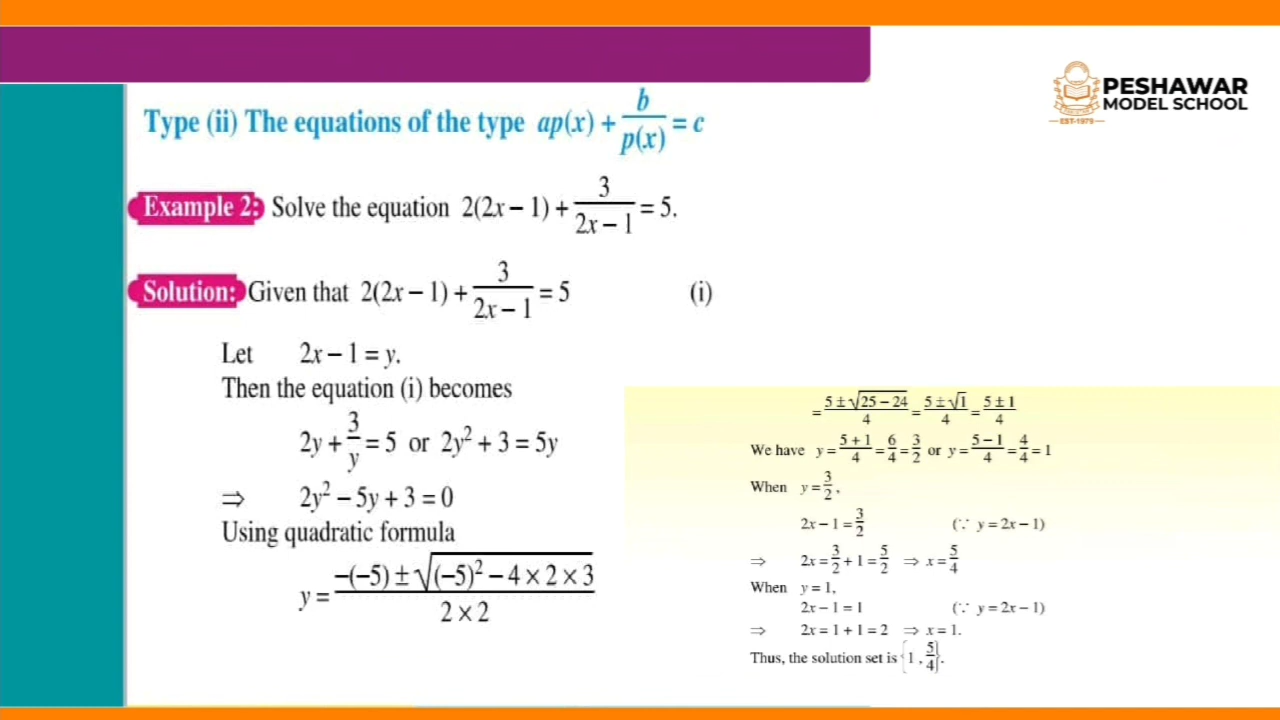 PESHAWAR
MODEL SCHOOL
EST-1979
Type (ii) The equations of the type ap(x) + b/p(x) = c
Example 2: Solve the equation 2(2x – 1) + 3/(2x – 1) = 5.
Solution: Given that 2(2x – 1) + 3/(2x – 1) = 5 (i)
Let 2x – 1 = y.
Then the equation (i) becomes
2y + 3/y = 5 or 2y² + 3 = 5y
⇒ 2y² – 5y + 3 = 0
Using quadratic formula
y = (–(–5) ± √((–5)² – 4 × 2 × 3))/(2 × 2)
= (5 ± √(25 – 24))/4 = (5 ± √1)/4 = (5 ± 1)/4
We have y = (5 + 1)/4 = 6/4 = 3/2 or y = (5 – 1)/4 = 4/4 = 1
When y = 3/2,
2x – 1 = 3/2 (∵ y = 2x – 1)
⇒ 2x = 3/2 + 1 = 5/2 ⇒ x = 5/4
When y = 1,
2x – 1 = 1 (∵ y = 2x – 1)
⇒ 2x = 1 + 1 = 2 ⇒ x = 1.
Thus, the solution set is {1, 5/4}.